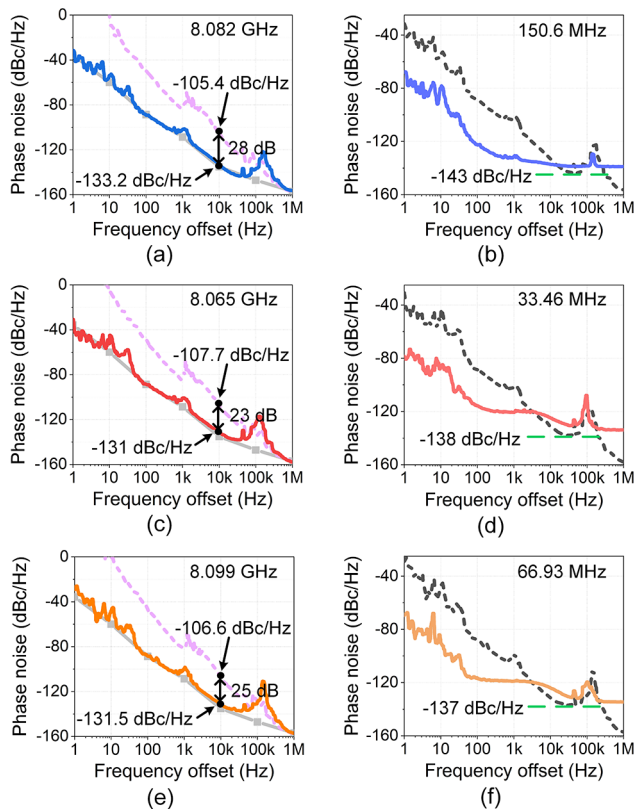 Phase noise (dBc/Hz)
0
-40
-80
-120
-160
8.082 GHz
-105.4 dBc/Hz
28 dB
-133.2 dBc/Hz
1 10 100 1k 10k 100k 1M
Frequency offset (Hz)
(a)
Phase noise (dBc/Hz)
-40
-80
-120
-160
150.6 MHz
-143 dBc/Hz
1 10 100 1k 10k 100k 1M
Frequency offset (Hz)
(b)
Phase noise (dBc/Hz)
0
-40
-80
-120
-160
8.065 GHz
-107.7 dBc/Hz
23 dB
-131 dBc/Hz
1 10 100 1k 10k 100k 1M
Frequency offset (Hz)
(c)
Phase noise (dBc/Hz)
-40
-80
-120
-160
33.46 MHz
-138 dBc/Hz
1 10 100 1k 10k 100k 1M
Frequency offset (Hz)
(d)
Phase noise (dBc/Hz)
0
-40
-80
-120
-160
8.099 GHz
-106.6 dBc/Hz
25 dB
-131.5 dBc/Hz
1 10 100 1k 10k 100k 1M
Frequency offset (Hz)
(e)
Phase noise (dBc/Hz)
-40
-80
-120
-160
66.93 MHz
-137 dBc/Hz
1 10 100 1k 10k 100k 1M
Frequency offset (Hz)
(f)